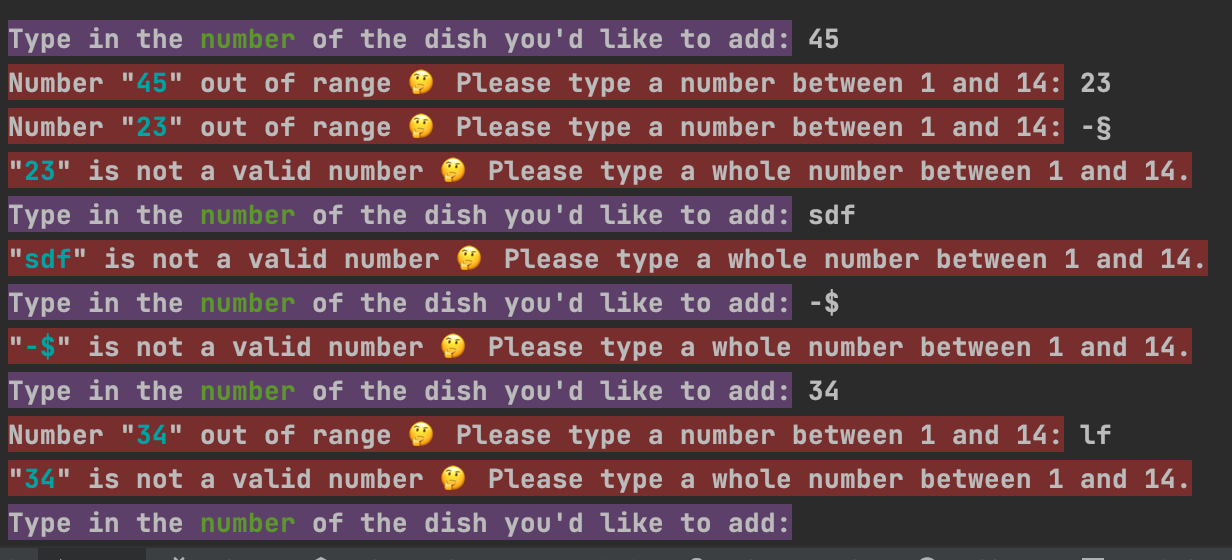 Type in the number of the dish you'd like to add: 45
Number "45" out of range 🤔 Please type a number between 1 and 14: 23
Number "23" out of range 🤔 Please type a number between 1 and 14: -§
"23" is not a valid number 🤔 Please type a whole number between 1 and 14.
Type in the number of the dish you'd like to add: sdf
"sdf" is not a valid number 🤔 Please type a whole number between 1 and 14.
Type in the number of the dish you'd like to add: -$
"-$" is not a valid number 🤔 Please type a whole number between 1 and 14.
Type in the number of the dish you'd like to add: 34
Number "34" out of range 🤔 Please type a number between 1 and 14: lf
"34" is not a valid number 🤔 Please type a whole number between 1 and 14.
Type in the number of the dish you'd like to add: